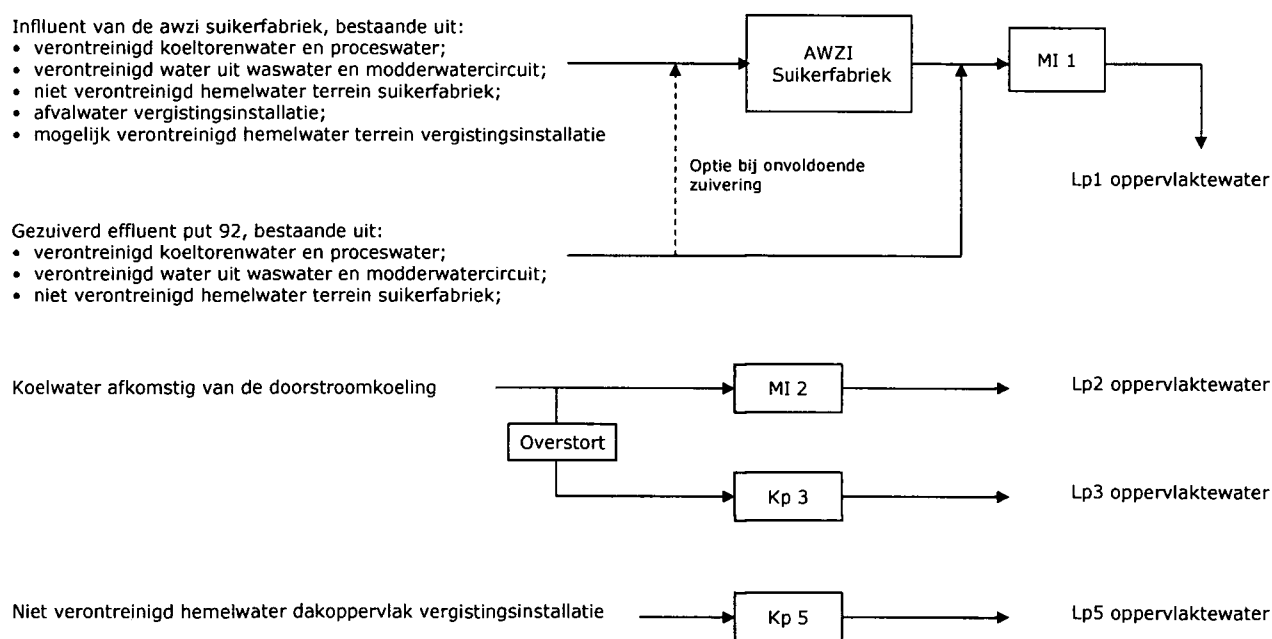 Inflluent van de awzi suikerfabriek, bestaande uit:
• verontreinigd koeltorenwater en proceswater;
• verontreinigd water uit waswater en modderwatercircuit;
• niet verontreinigd hemelwater terrein suikerfabriek;
• afvalwater vergistingsinstallatie;
• mogelijk verontreinigd hemelwater terrein vergistingsinstallatie
AWZI
Suikerfabriek
MI 1
Optie bij onvoldoende
zuivering
Lp1 oppervlaktewater
Gezuiverd effluent put 92, bestaande uit:
• verontreinigd koeltorenwater en proceswater;
• verontreinigd water uit waswater en modderwatercircuit;
• niet verontreinigd hemelwater terrein suikerfabriek;
Koelwater afkomstig van de doorstroomkoeling
MI 2
Lp2 oppervlaktewater
Overstort
Kp 3
Lp3 oppervlaktewater
Niet verontreinigd hemelwater dakoppervlak vergistingsinstallatie
Kp 5
Lp5 oppervlaktewater